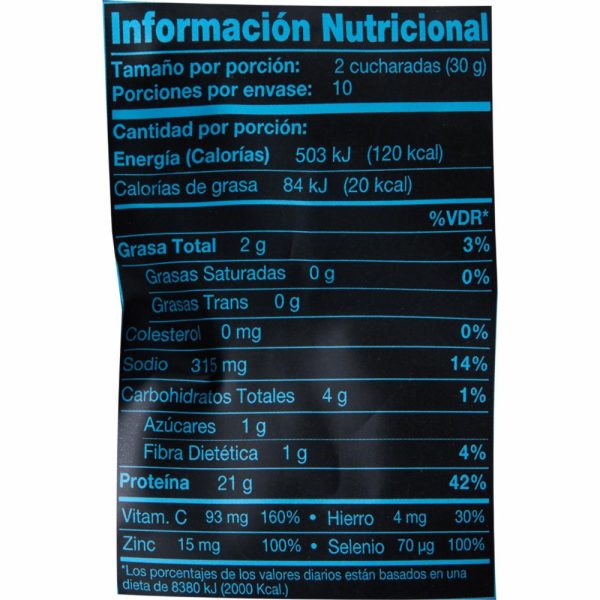 Información Nutricional
Tamaño por porción: 2 cucharadas (30 g)
Porciones por envase: 10
Cantidad por porción:
Energía (Calorías) 503 kJ (120 kcal)
Calorías de grasa 84 kJ (20 kcal)
%VDR*
Grasa Total 2 g 3%
Grasas Saturadas 0 g 0%
Grasas Trans 0 g
Colesterol 0 mg 0%
Sodio 315 mg 14%
Carbohidratos Totales 4 g 1%
Azúcares 1 g
Fibra Dietética 1 g 4%
Proteína 21 g 42%
Vitam. C 93 mg 160% • Hierro 4 mg 30%
Zinc 15 mg 100% • Selenio 70 µg 100%
*Los porcentajes de los valores diarios están basados en una
dieta de 8380 kJ (2000 Kcal.)